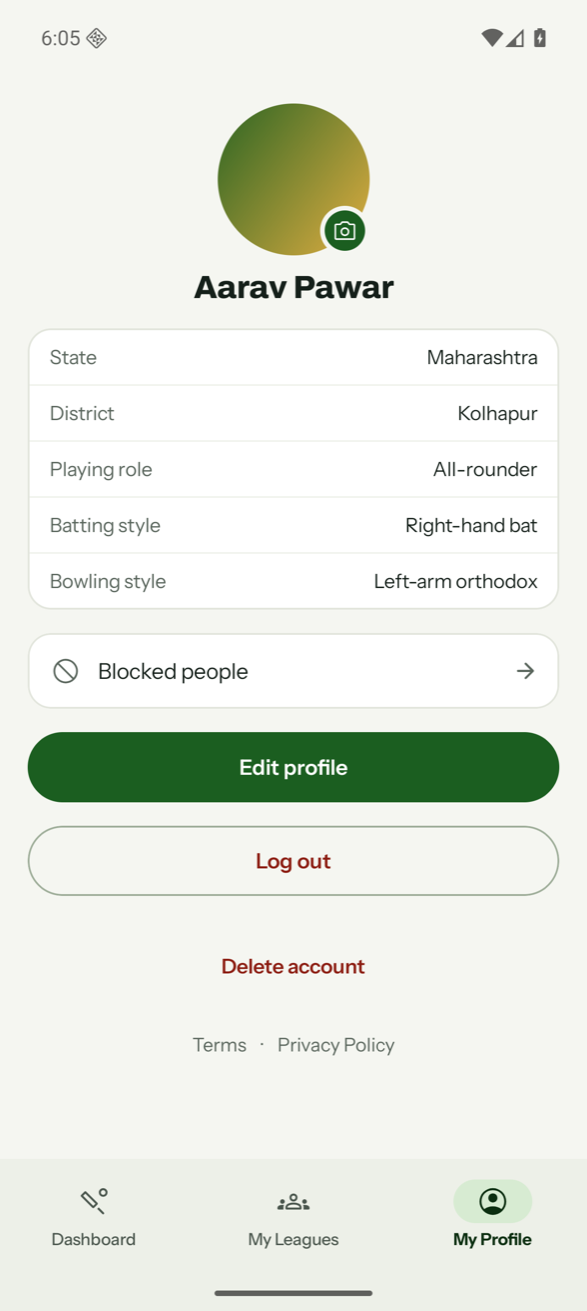 6:05
Aarav Pawar
State Maharashtra
District Kolhapur
Playing role All-rounder
Batting style Right-hand bat
Bowling style Left-arm orthodox
Blocked people
Edit profile
Log out
Delete account
Terms · Privacy Policy
Dashboard My Leagues My Profile